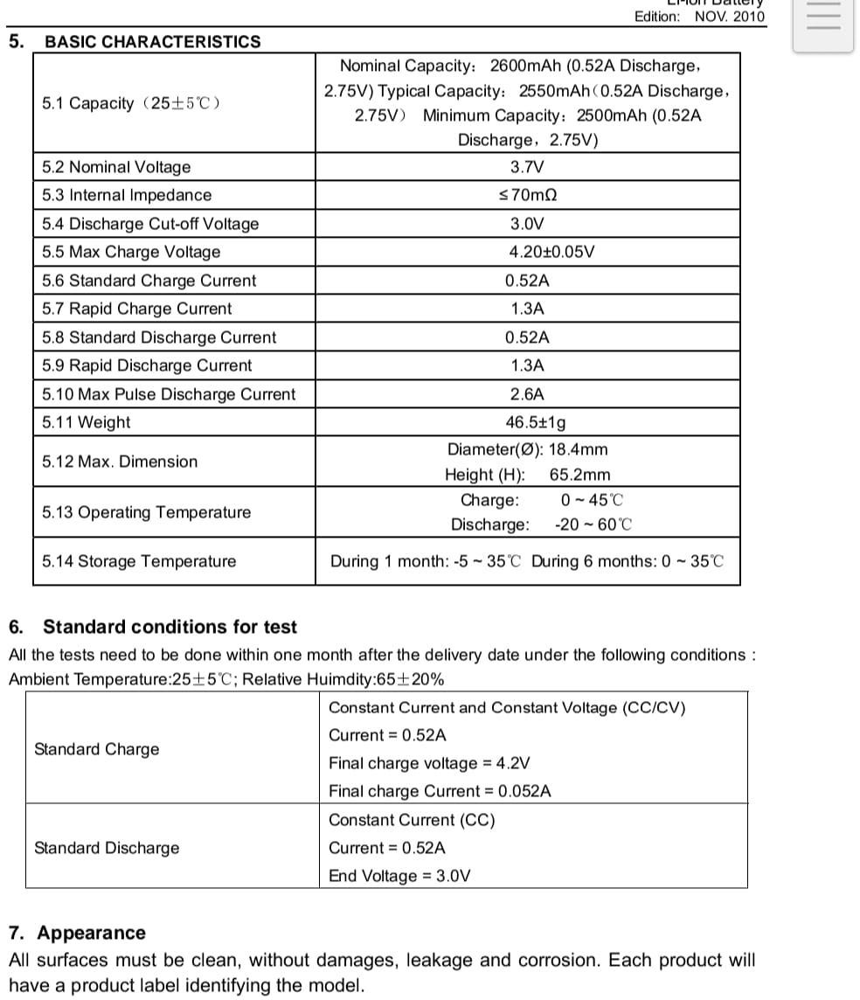 Li-ion Battery
Edition: NOV. 2010
5. BASIC CHARACTERISTICS
5.1 Capacity（25±5℃）
Nominal Capacity： 2600mAh (0.52A Discharge，
2.75V) Typical Capacity： 2550mAh（0.52A Discharge，
2.75V） Minimum Capacity：2500mAh (0.52A
Discharge，2.75V)
5.2 Nominal Voltage 3.7V
5.3 Internal Impedance ≤70mΩ
5.4 Discharge Cut-off Voltage 3.0V
5.5 Max Charge Voltage 4.20±0.05V
5.6 Standard Charge Current 0.52A
5.7 Rapid Charge Current 1.3A
5.8 Standard Discharge Current 0.52A
5.9 Rapid Discharge Current 1.3A
5.10 Max Pulse Discharge Current 2.6A
5.11 Weight 46.5±1g
5.12 Max. Dimension
Diameter(Ø): 18.4mm
Height (H): 65.2mm
5.13 Operating Temperature
Charge: 0 ~ 45℃
Discharge: -20 ~ 60℃
5.14 Storage Temperature During 1 month: -5 ~ 35℃ During 6 months: 0 ~ 35℃
6. Standard conditions for test
All the tests need to be done within one month after the delivery date under the following conditions :
Ambient Temperature:25±5℃; Relative Huimdity:65±20%
Standard Charge
Constant Current and Constant Voltage (CC/CV)
Current = 0.52A
Final charge voltage = 4.2V
Final charge Current = 0.052A
Standard Discharge
Constant Current (CC)
Current = 0.52A
End Voltage = 3.0V
7. Appearance
All surfaces must be clean, without damages, leakage and corrosion. Each product will
have a product label identifying the model.